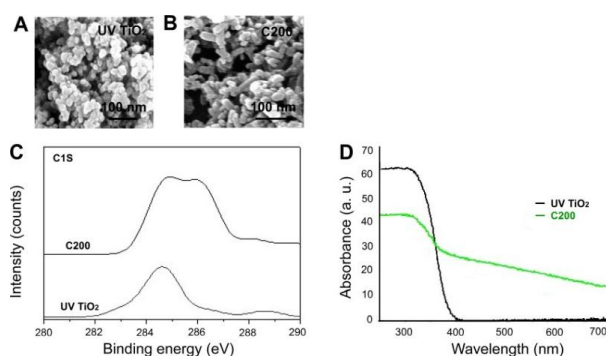 A
UV TiO₂
100 nm
B
C200
100 nm
C
C1S
C200
UV TiO₂
Intensity (counts)
280 282 284 286 288 290
Binding energy (eV)
D
70
60
50
40
30
20
10
0
UV TiO₂
C200
Absorbance (a. u.)
300 400 500 600 700
Wavelength (nm)